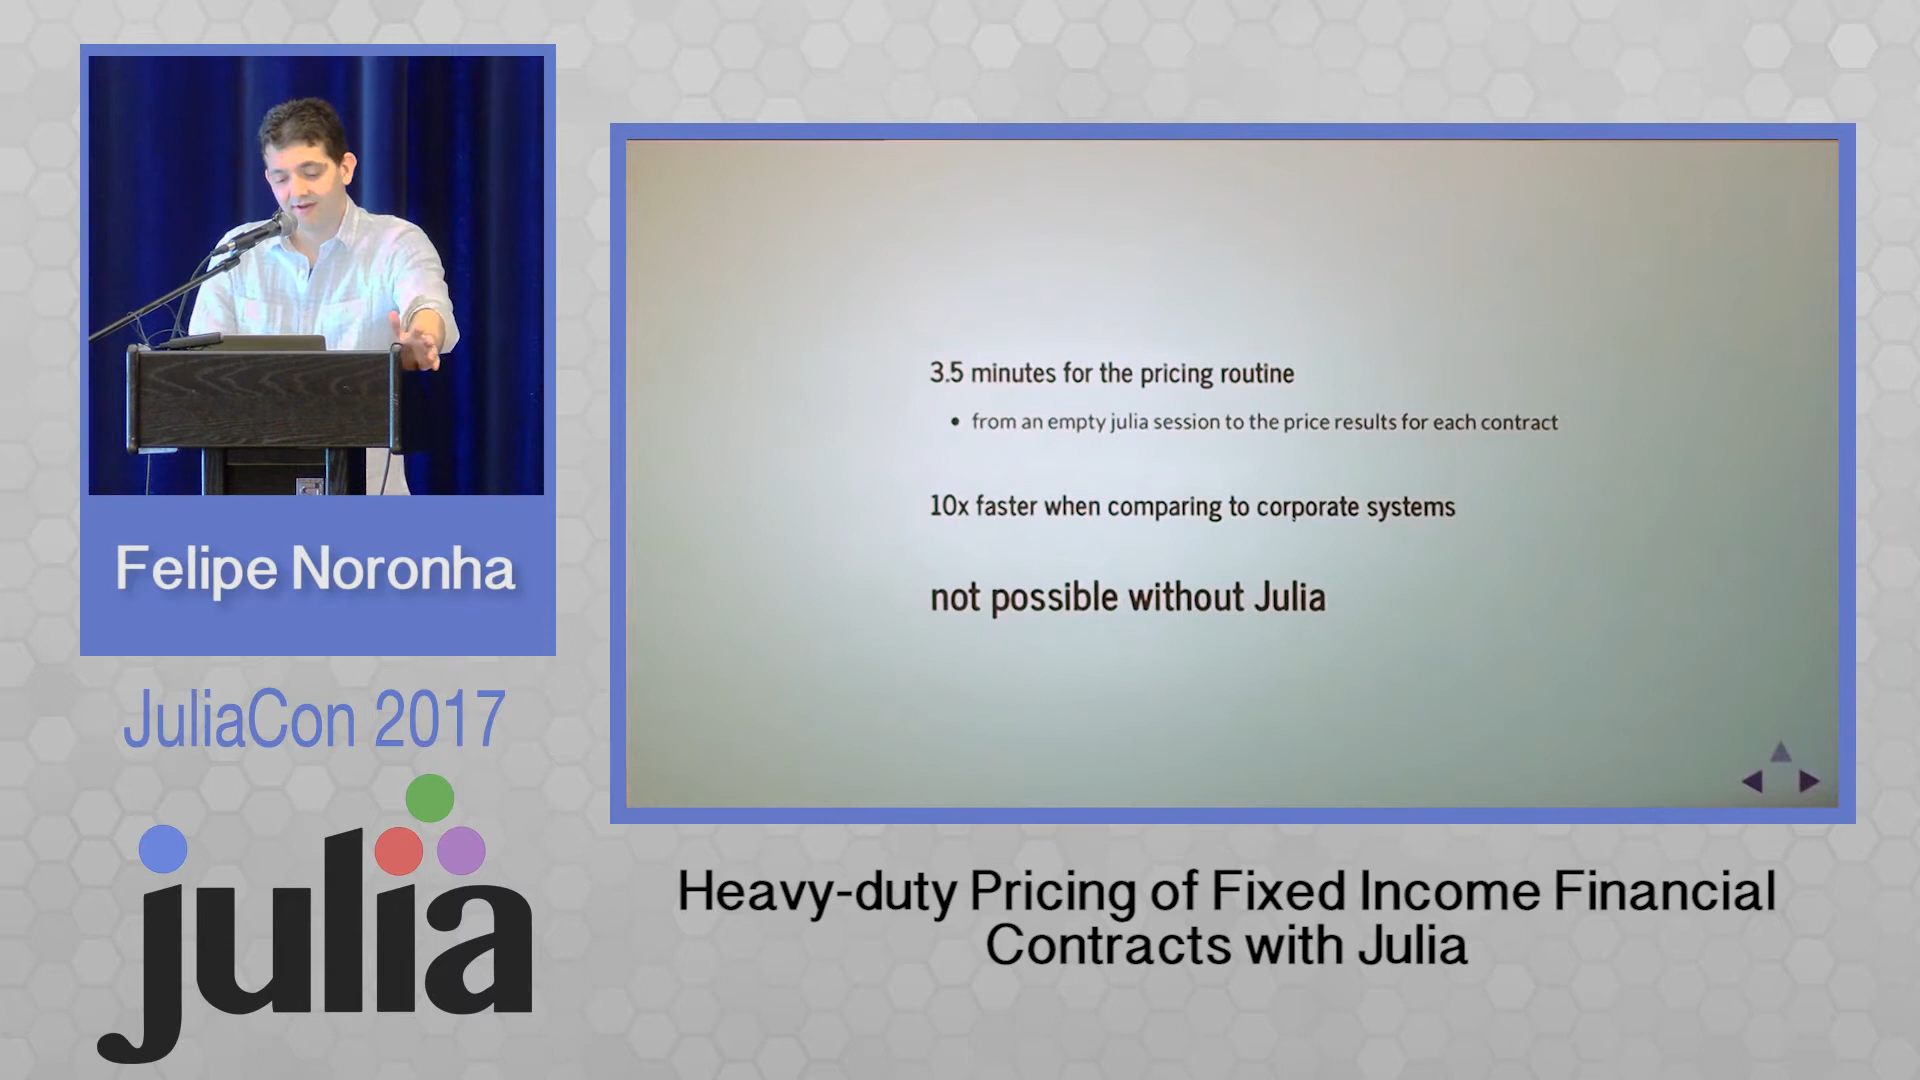 Felipe Noronha
JuliaCon 2017
julia
3.5 minutes for the pricing routine
• from an empty julia session to the price results for each contract
10x faster when comparing to corporate systems
not possible without Julia
Heavy-duty Pricing of Fixed Income Financial
Contracts with Julia